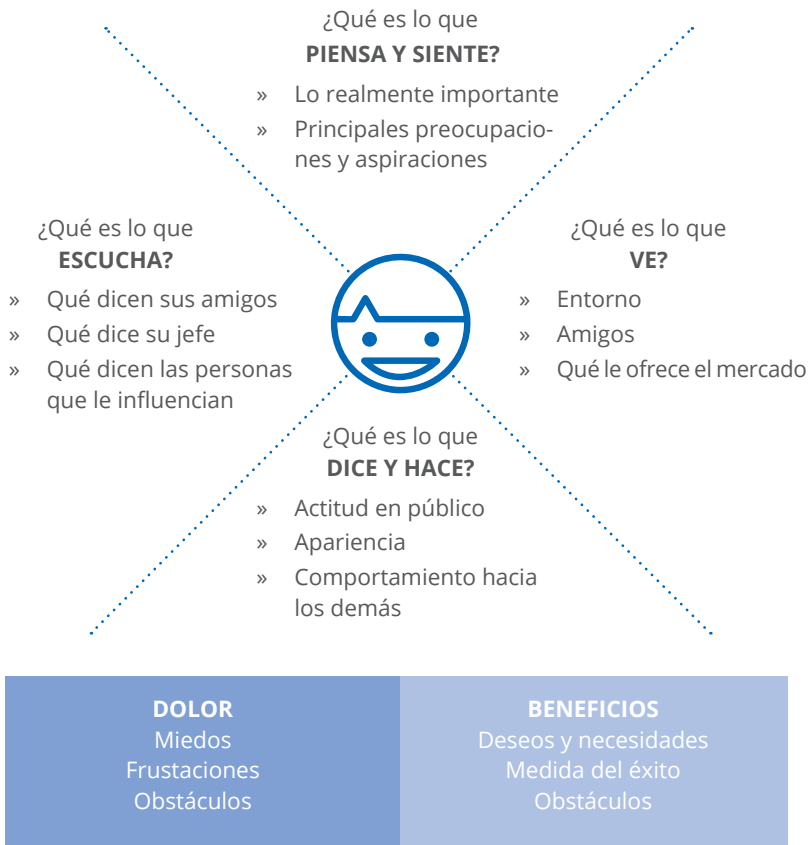 ¿Qué es lo que
PIENSA Y SIENTE?
» Lo realmente importante
» Principales preocupacio-
nes y aspiraciones
¿Qué es lo que
ESCUCHA?
» Qué dicen sus amigos
» Qué dice su jefe
» Qué dicen las personas
que le influencian
¿Qué es lo que
VE?
» Entorno
» Amigos
» Qué le ofrece el mercado
¿Qué es lo que
DICE Y HACE?
» Actitud en público
» Apariencia
» Comportamiento hacia
los demás
DOLOR
Miedos
Frustaciones
Obstáculos
BENEFICIOS
Deseos y necesidades
Medida del éxito
Obstáculos